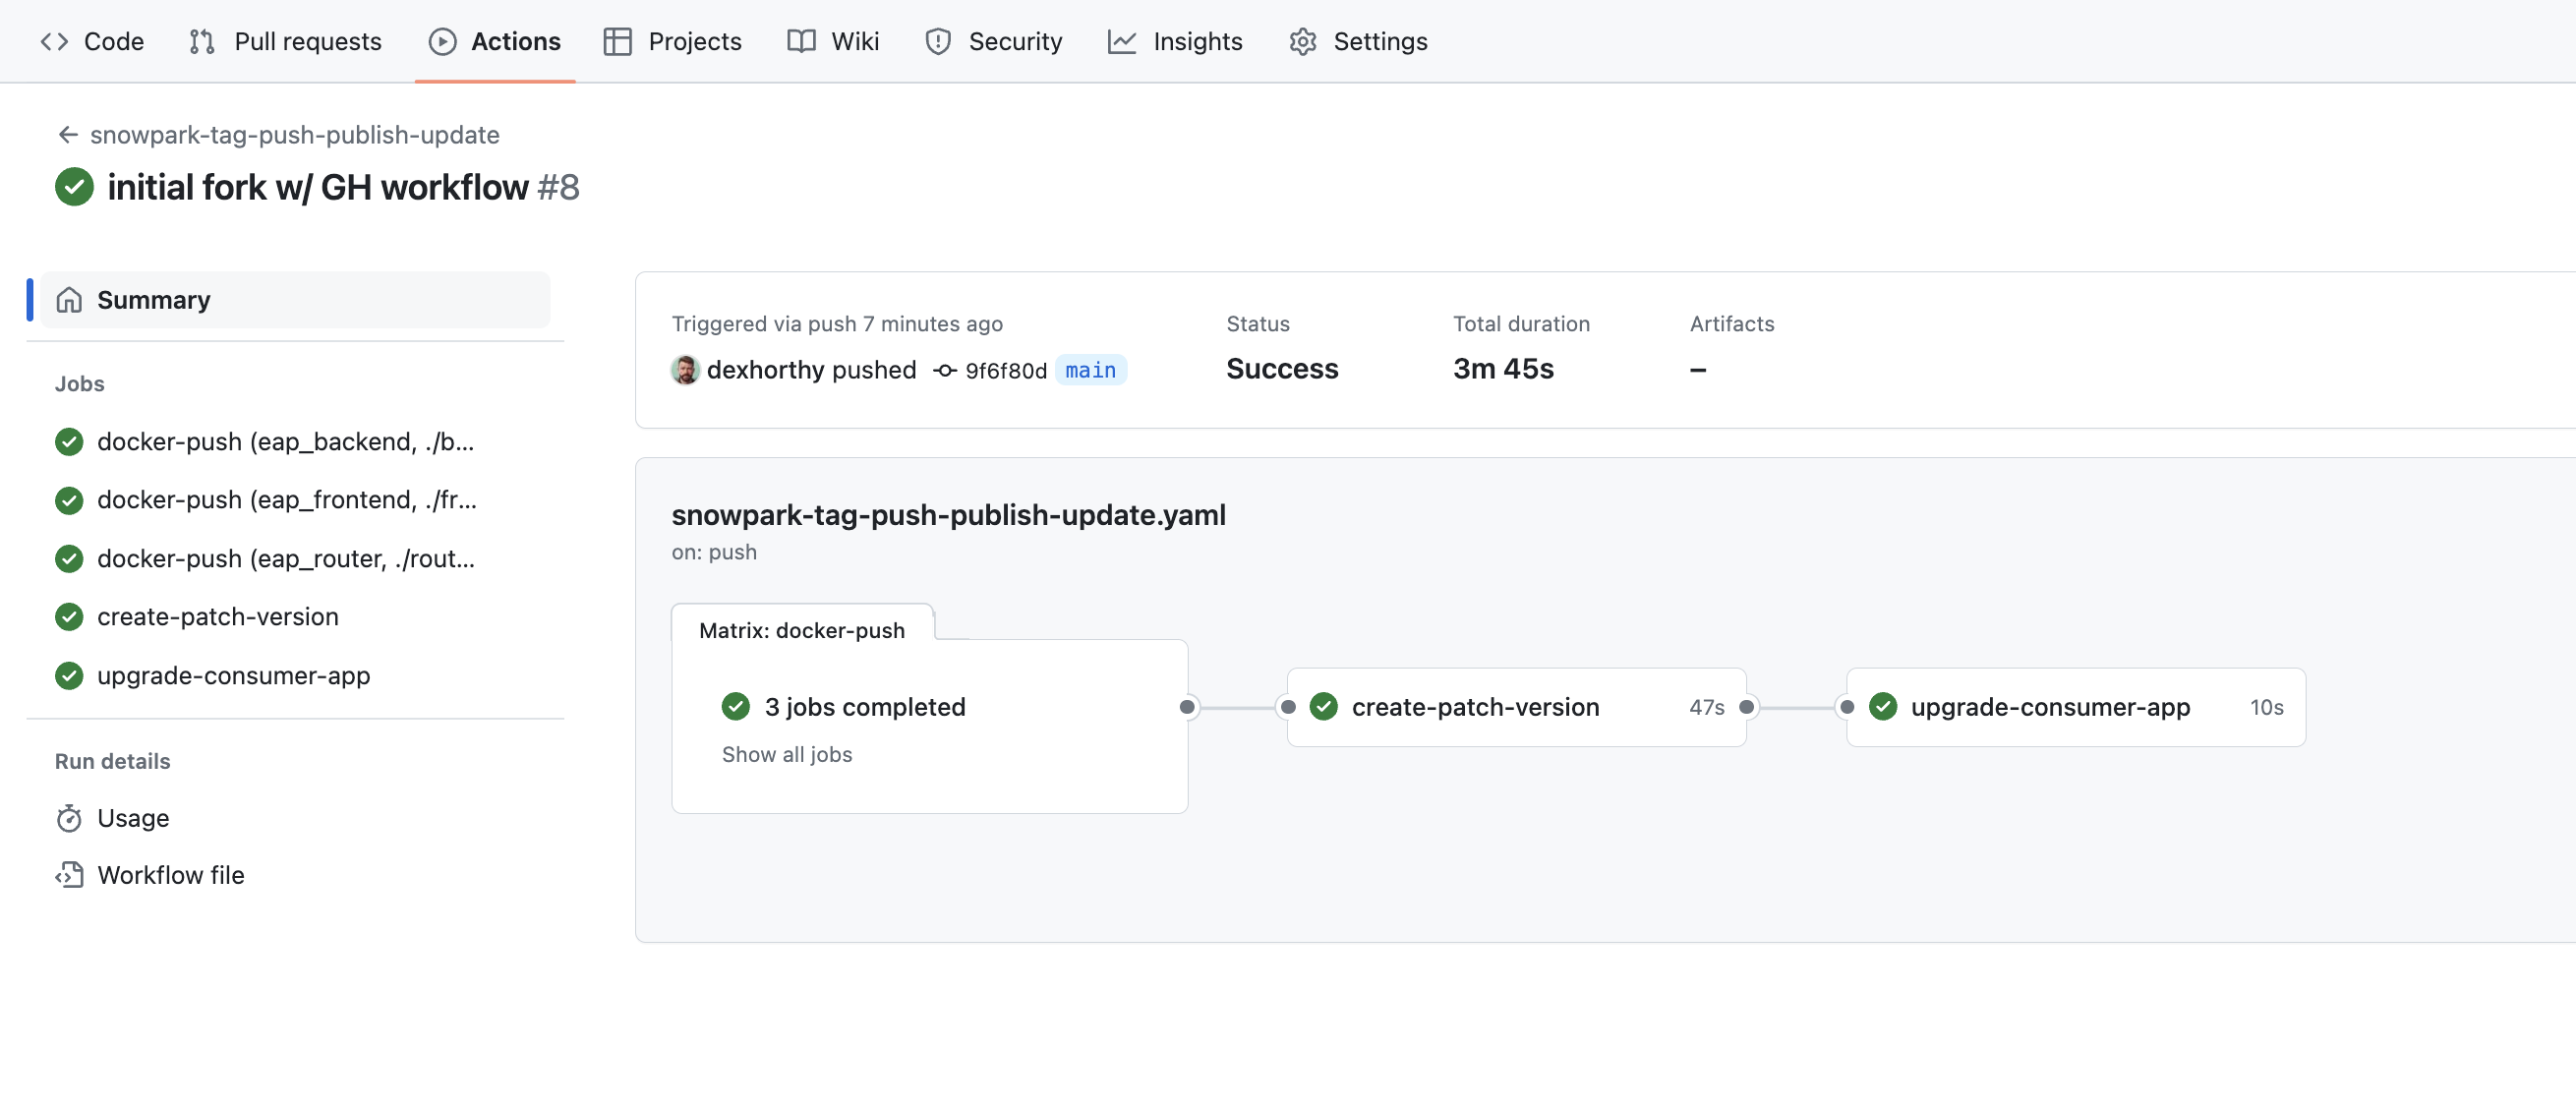 Code Pull requests Actions Projects Wiki Security Insights Settings
snowpark-tag-push-publish-update
initial fork w/ GH workflow #8
Summary
Jobs
docker-push (eap_backend, ./b...
docker-push (eap_frontend, ./fr...
docker-push (eap_router, ./rout...
create-patch-version
upgrade-consumer-app
Run details
Usage
Workflow file
Triggered via push 7 minutes ago
dexhorthy pushed 9f6f80d main
Status
Success
Total duration
3m 45s
Artifacts
–
snowpark-tag-push-publish-update.yaml
on: push
Matrix: docker-push
3 jobs completed
Show all jobs
create-patch-version 47s
upgrade-consumer-app 10s